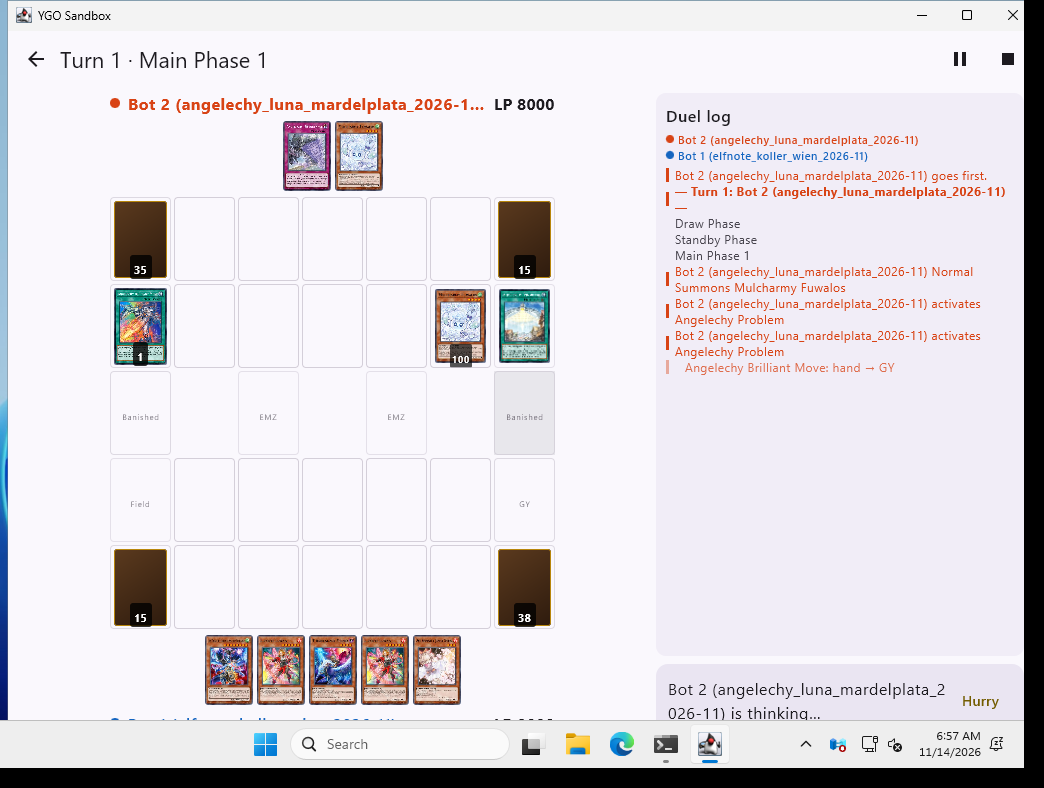 YGO Sandbox
Turn 1 · Main Phase 1
Bot 2 (angelechy_luna_mardelplata_2026-1... LP 8000
35
15
1
100
Banished
EMZ
EMZ
Banished
Field
GY
15
38
Duel log
Bot 2 (angelechy_luna_mardelplata_2026-11)
Bot 1 (elfnote_koller_wien_2026-11)
Bot 2 (angelechy_luna_mardelplata_2026-11) goes first.
— Turn 1: Bot 2 (angelechy_luna_mardelplata_2026-11)
—
Draw Phase
Standby Phase
Main Phase 1
Bot 2 (angelechy_luna_mardelplata_2026-11) Normal
Summons Mulcharmy Fuwalos
Bot 2 (angelechy_luna_mardelplata_2026-11) activates
Angelechy Problem
Bot 2 (angelechy_luna_mardelplata_2026-11) activates
Angelechy Problem
Angelechy Brilliant Move: hand → GY
Bot 2 (angelechy_luna_mardelplata_2
026-11) is thinking...
Hurry
Search
6:57 AM
11/14/2026